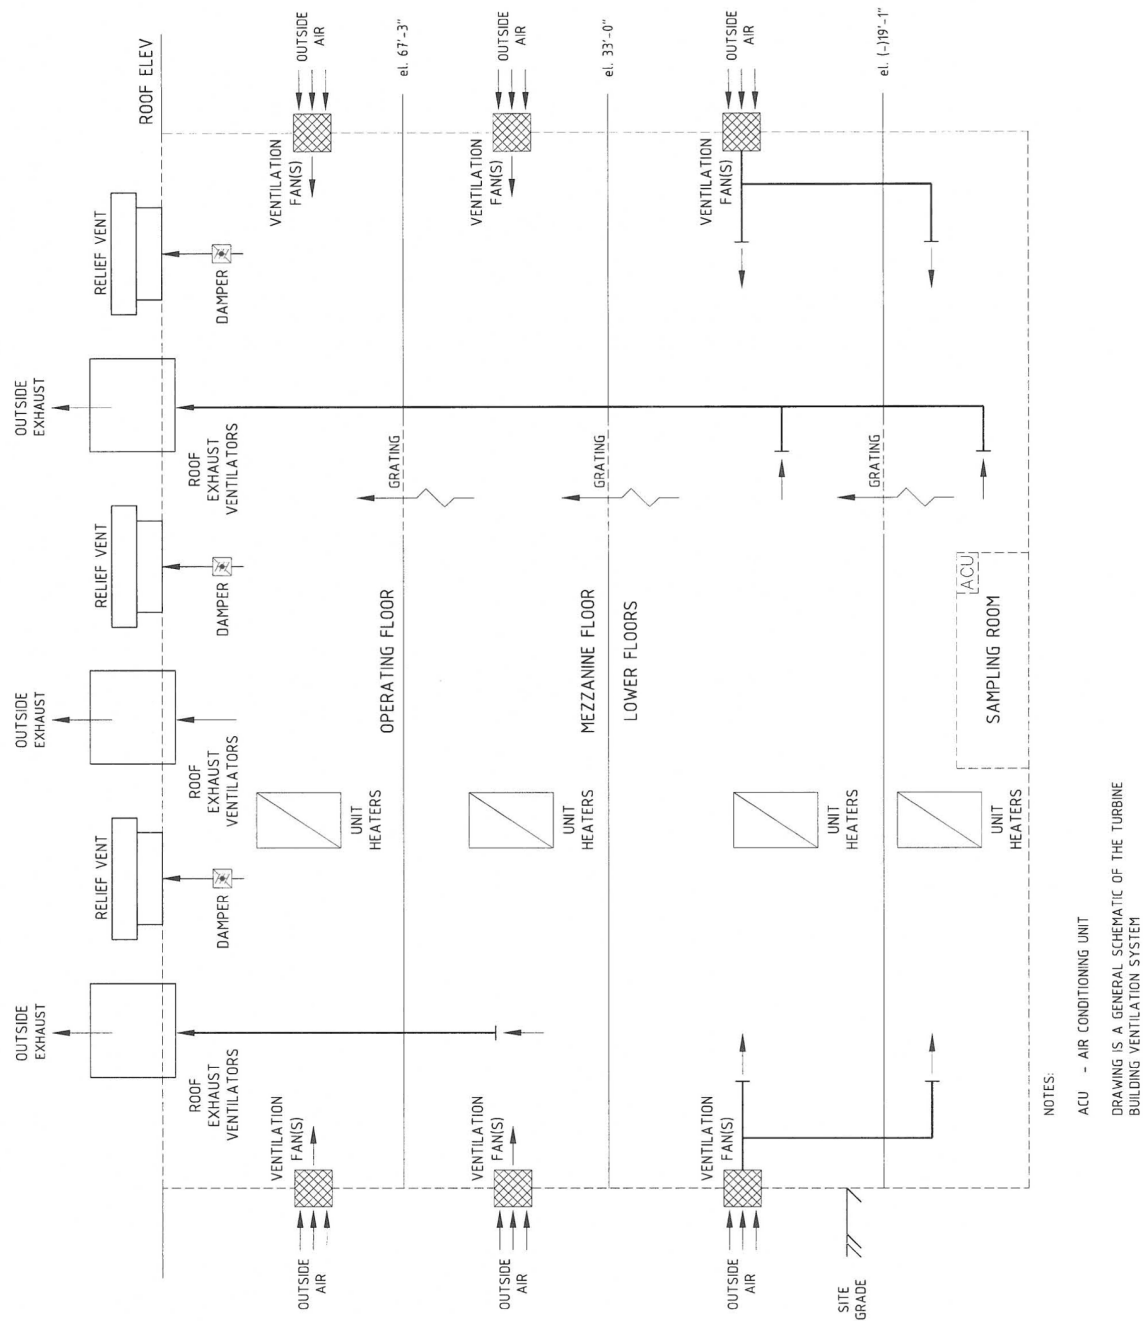 OUTSIDE
EXHAUST
OUTSIDE
EXHAUST
OUTSIDE
EXHAUST
RELIEF VENT
RELIEF VENT
RELIEF VENT
ROOF ELEV
ROOF
EXHAUST
VENTILATORS
ROOF
EXHAUST
VENTILATORS
ROOF
EXHAUST
VENTILATORS
DAMPER
DAMPER
DAMPER
OUTSIDE
AIR
VENTILATION
FAN(S)
UNIT
HEATERS
VENTILATION
FAN(S)
OUTSIDE
AIR
OPERATING FLOOR
GRATING
el. 67'-3"
OUTSIDE
AIR
VENTILATION
FAN(S)
UNIT
HEATERS
VENTILATION
FAN(S)
OUTSIDE
AIR
MEZZANINE FLOOR
GRATING
el. 33'-0"
LOWER FLOORS
OUTSIDE
AIR
VENTILATION
FAN(S)
UNIT
HEATERS
VENTILATION
FAN(S)
OUTSIDE
AIR
SITE
GRADE
GRATING
el. (-)19'-1"
UNIT
HEATERS
ACU
SAMPLING ROOM
NOTES:
ACU - AIR CONDITIONING UNIT
DRAWING IS A GENERAL SCHEMATIC OF THE TURBINE
BUILDING VENTILATION SYSTEM